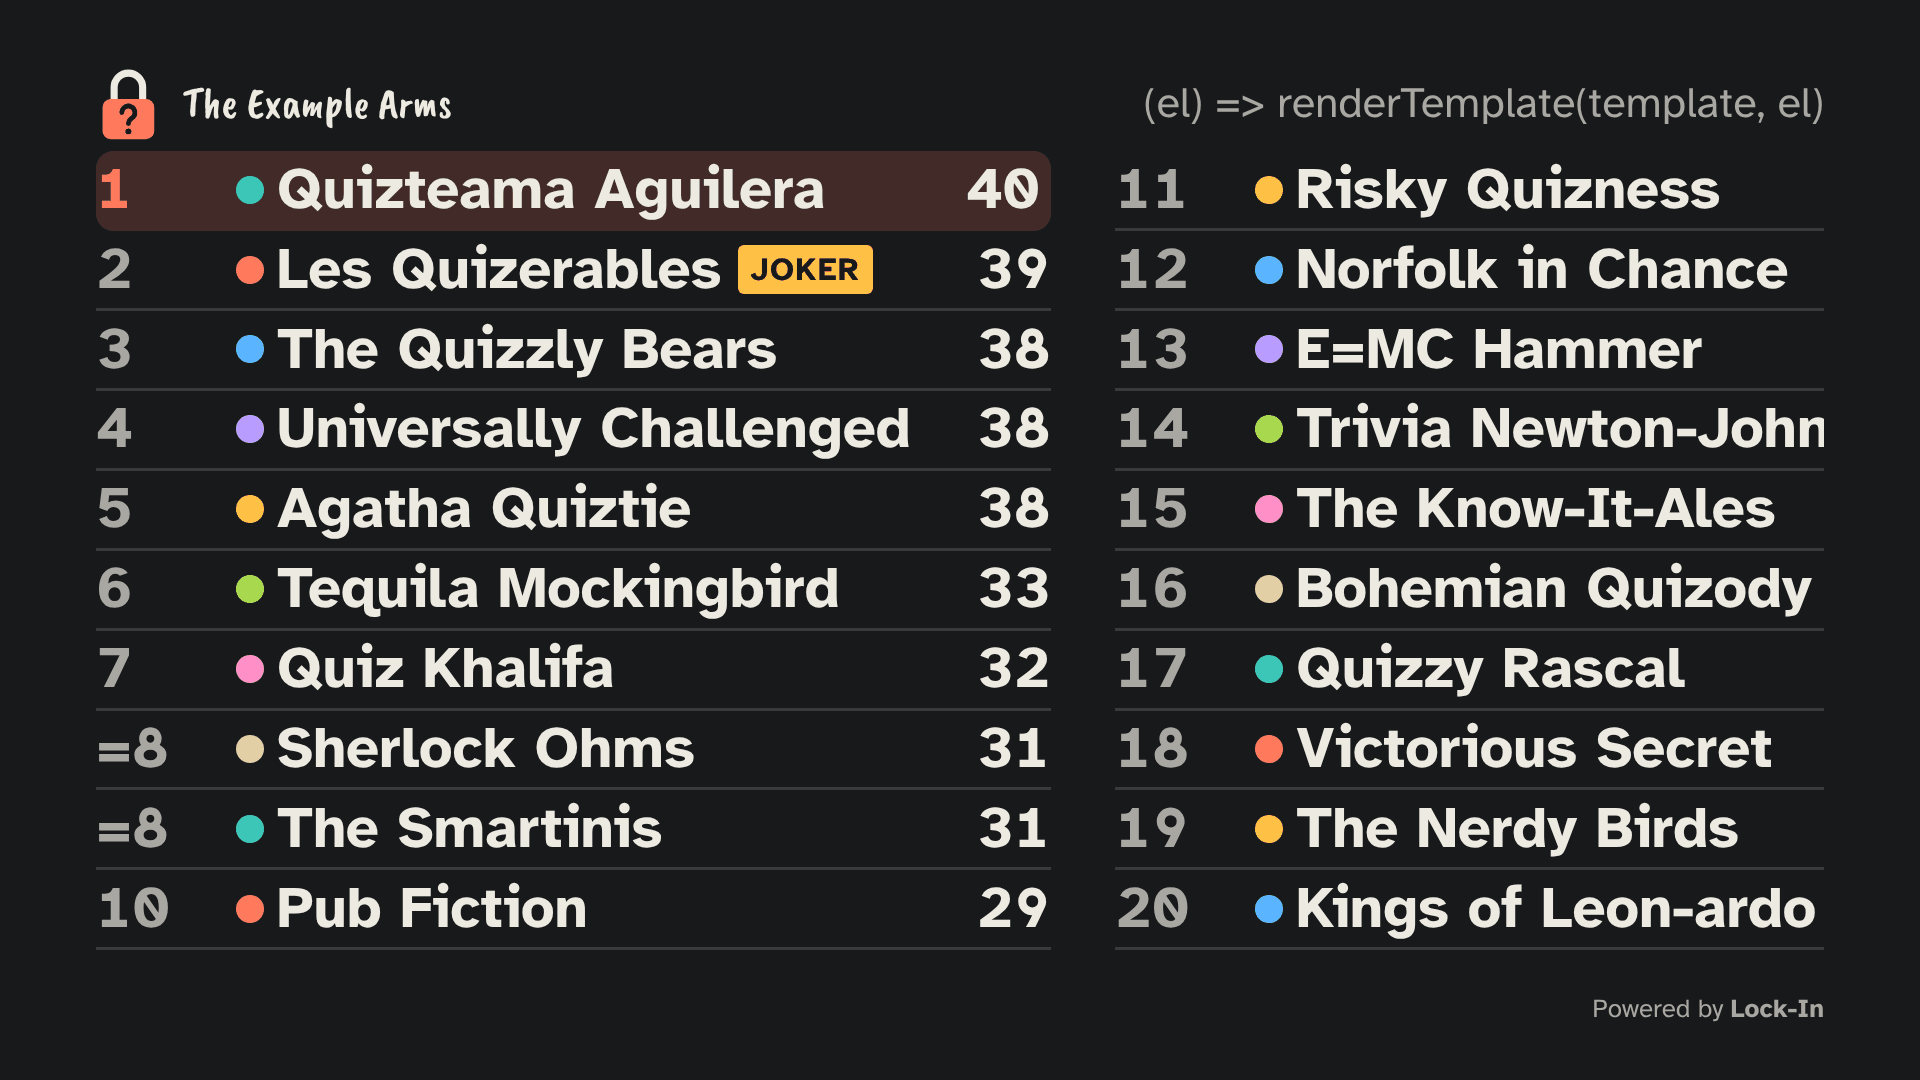 The Example Arms
(el) => renderTemplate(template, el)
1 Quizteama Aguilera 40
2 Les Quizerables JOKER 39
3 The Quizzly Bears 38
4 Universally Challenged 38
5 Agatha Quiztie 38
6 Tequila Mockingbird 33
7 Quiz Khalifa 32
=8 Sherlock Ohms 31
=8 The Smartinis 31
10 Pub Fiction 29
11 Risky Quizness
12 Norfolk in Chance
13 E=MC Hammer
14 Trivia Newton-John
15 The Know-It-Ales
16 Bohemian Quizody
17 Quizzy Rascal
18 Victorious Secret
19 The Nerdy Birds
20 Kings of Leon-ardo
Powered by Lock-In